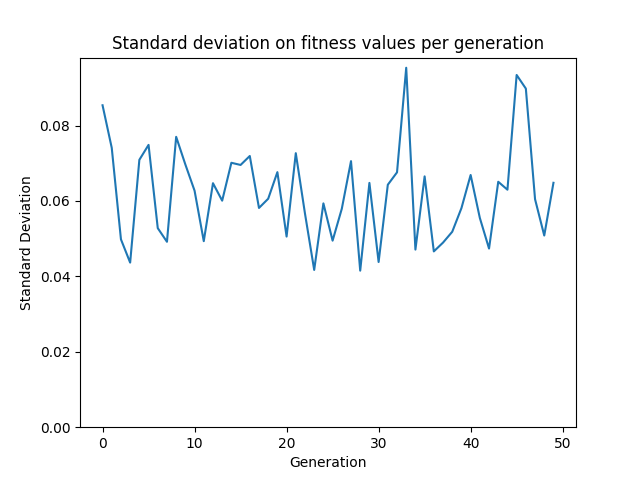 Standard deviation on fitness values per generation
Standard Deviation
0.08
0.06
0.04
0.02
0.00
0 10 20 30 40 50
Generation